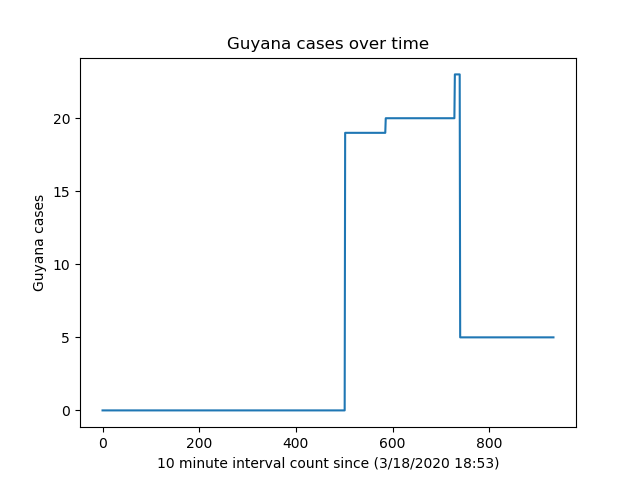 Guyana cases over time
Guyana cases
20
15
10
5
0
0 200 400 600 800
10 minute interval count since (3/18/2020 18:53)